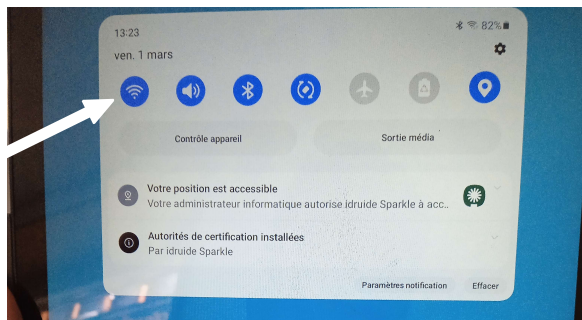 13:23
82%
ven. 1 mars
Contrôle appareil
Sortie média
Votre position est accessible
Votre administrateur informatique autorise idruide Sparkle à acc..
Autorités de certification installées
Par idruide Sparkle
Paramètres notification
Effacer